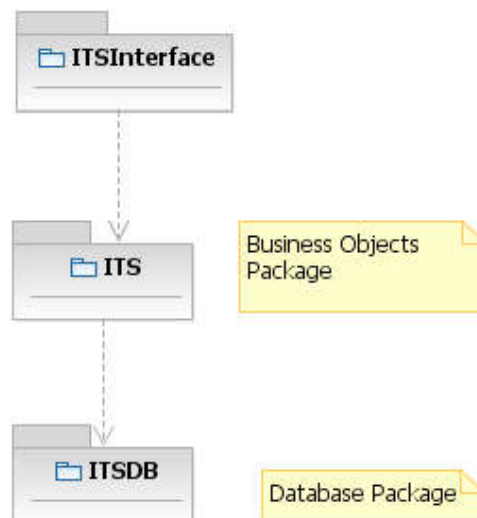 ITSInterface
ITS
Business Objects
Package
ITSDB
Database Package